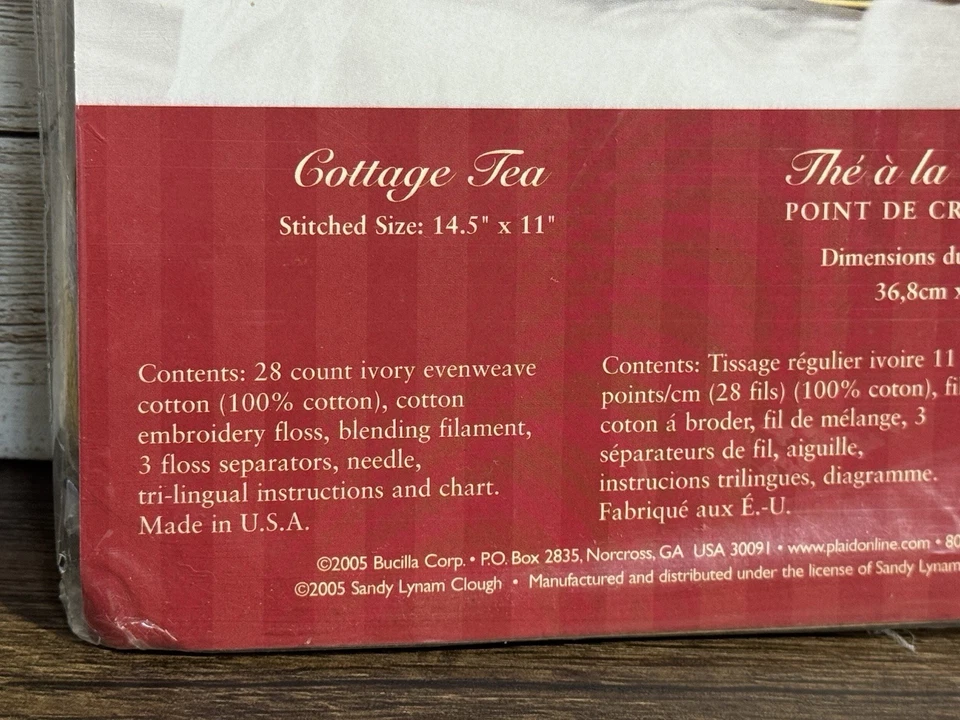 Cottage Tea
Stitched Size: 14.5" x 11"
Contents: 28 count ivory evenweave
cotton (100% cotton), cotton
embroidery floss, blending filament,
3 floss separators, needle,
tri-lingual instructions and chart.
Made in U.S.A.
Thé à la
POINT DE
Dimensions
36,8cm x
Contents: Tissage régulier ivoire 11
points/cm (28 fils) (100% coton),
coton á broder, fil de mélange, 3
séparateurs de fil, aiguille,
instrucions trilingues, diagramme.
Fabriqué aux É.-U.
©2005 Bucilla Corp. • P.O. Box 2835, Norcross, GA USA 30091 • www.plaidonline.com •
©2005 Sandy Lynam Clough • Manufactured and distributed under the license of Sandy Lynam